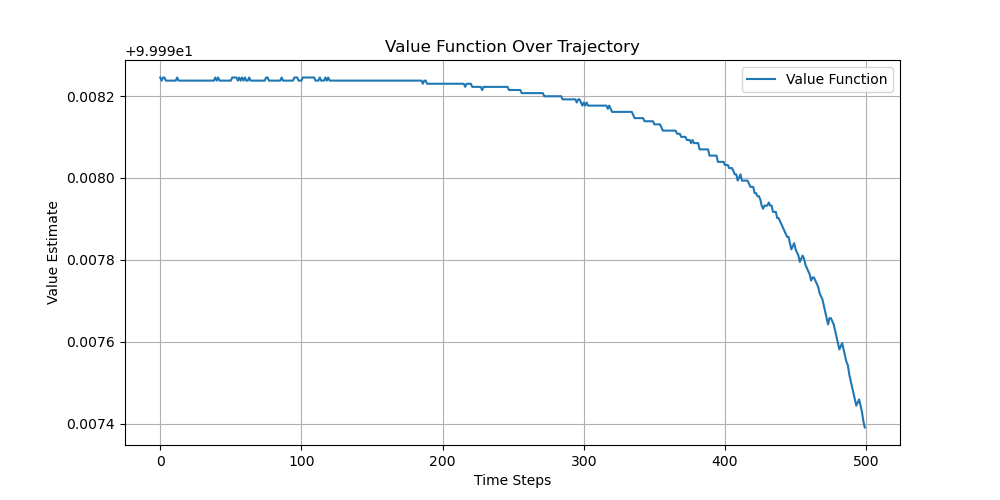 Value Function Over Trajectory
+9.999e1
Value Function
0.0082
0.0080
0.0078
0.0076
0.0074
Value Estimate
0 100 200 300 400 500
Time Steps